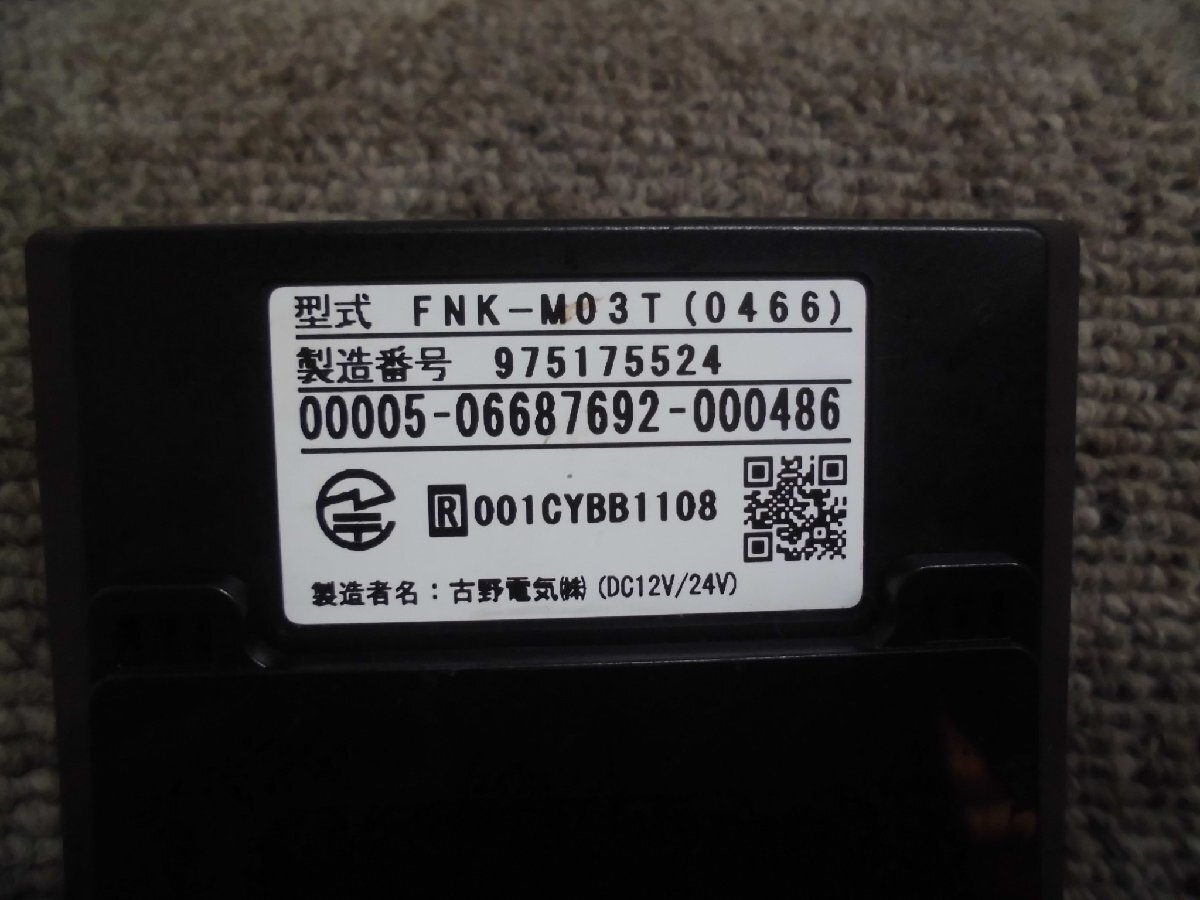 型式 FNK-M03T(0466)
製造番号 975175524
00005-06687692-000486
R 001CYBB1108
製造者名：古野電気㈱(DC12V/24V)